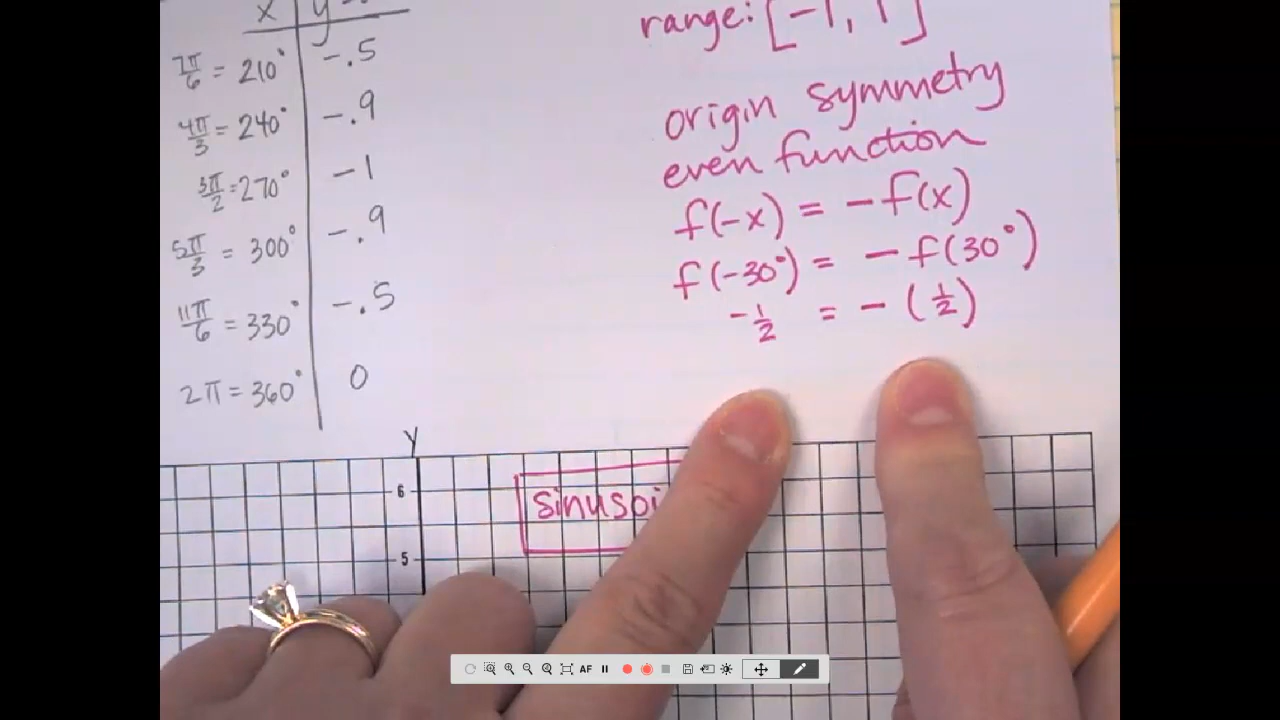 x
range: [-1, 1]
7π/6 = 210° -.5
4π/3 = 240° -.9
3π/2 = 270° -1
5π/3 = 300° -.9
11π/6 = 330° -.5
2π = 360° 0
origin symmetry
even function
f(-x) = -f(x)
f(-30°) = -f(30°)
-1/2 = -(1/2)
y
6
sinusoi
5
AF